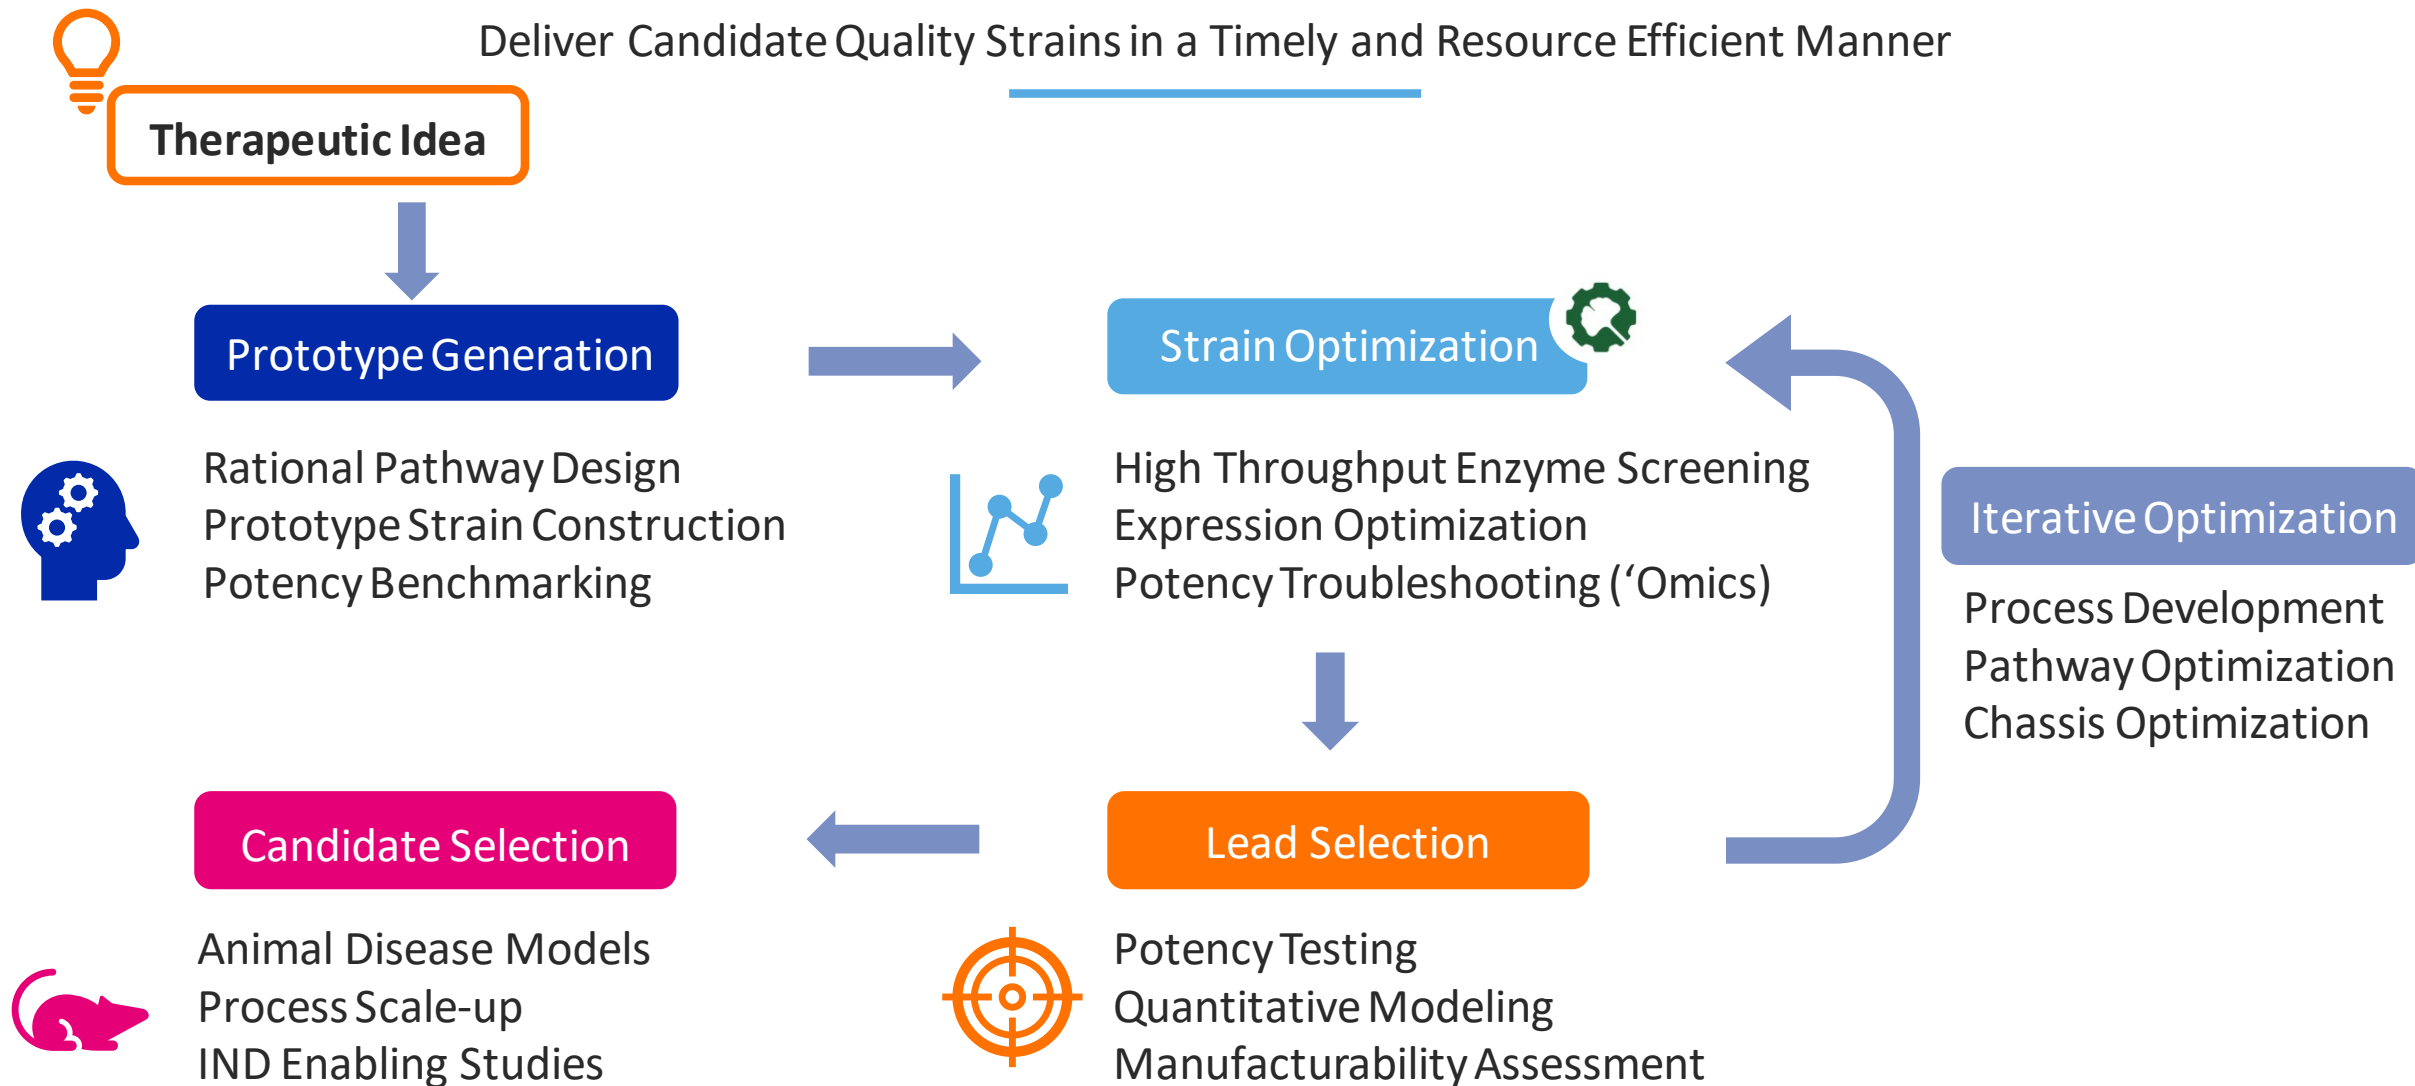 Deliver Candidate Quality Strains in a Timely and Resource Efficient Manner
Therapeutic Idea
Prototype Generation
Rational Pathway Design
Prototype Strain Construction
Potency Benchmarking
Strain Optimization
High Throughput Enzyme Screening
Expression Optimization
Potency Troubleshooting (‘Omics)
Iterative Optimization
Process Development
Pathway Optimization
Chassis Optimization
Lead Selection
Potency Testing
Quantitative Modeling
Manufacturability Assessment
Candidate Selection
Animal Disease Models
Process Scale-up
IND Enabling Studies